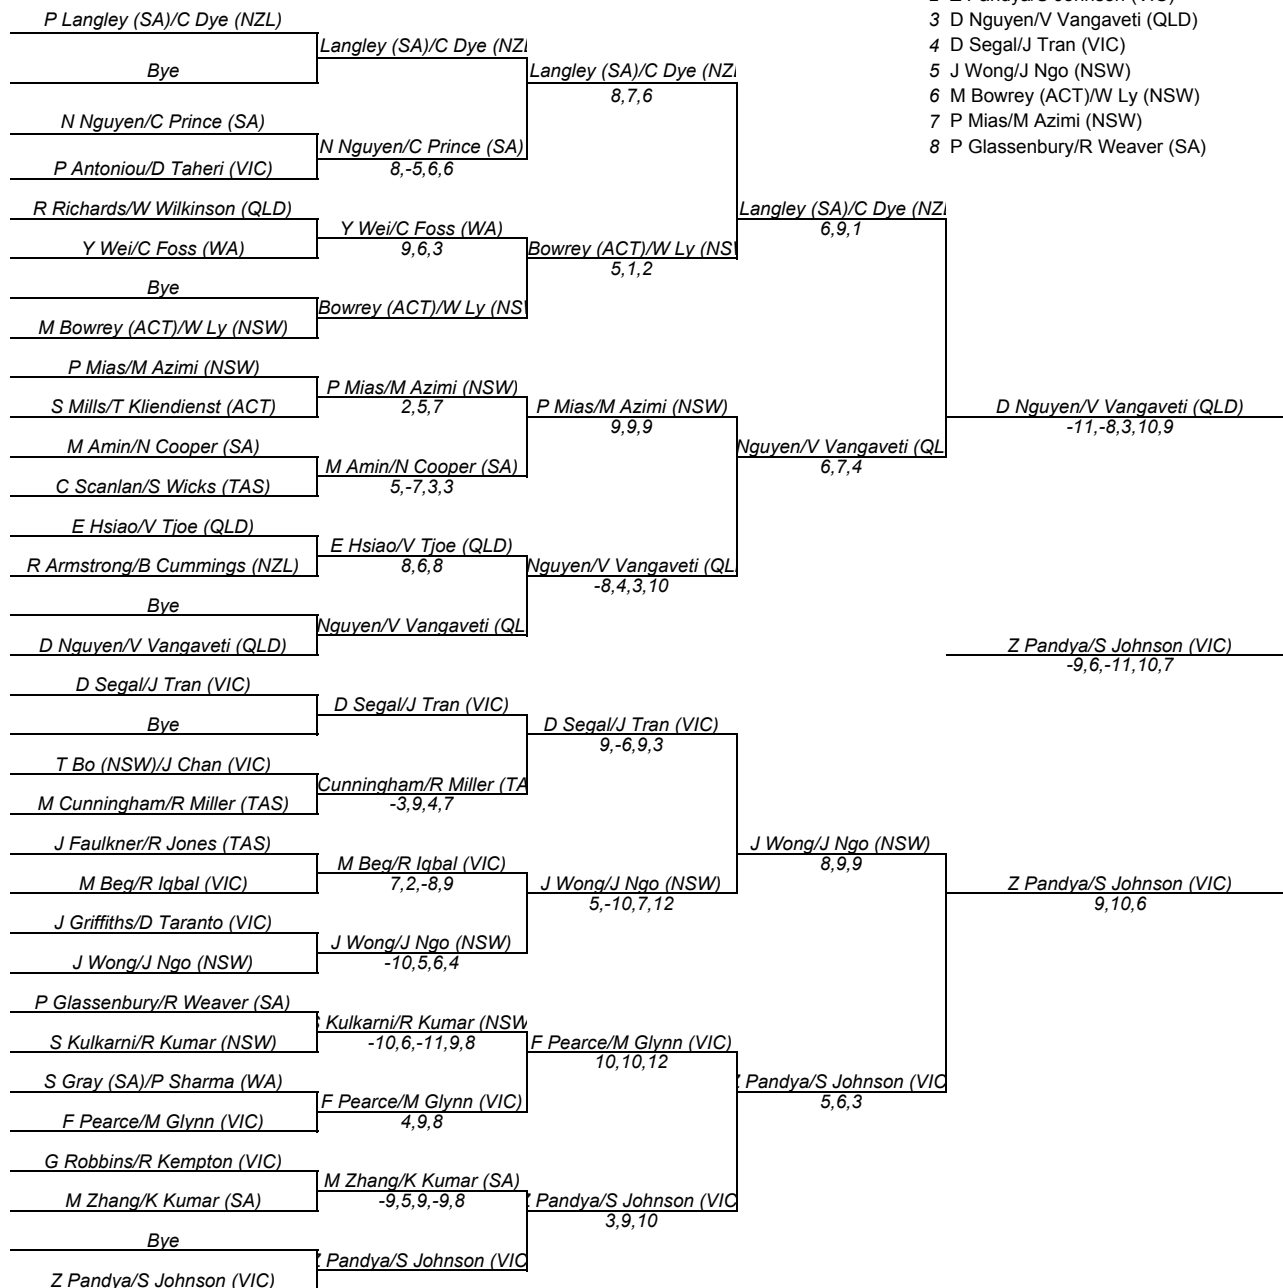 P Langley (SA)/C Dye (NZL)
Bye
N Nguyen/C Prince (SA)
P Antoniou/D Taheri (VIC)
R Richards/W Wilkinson (QLD)
Y Wei/C Foss (WA)
Bye
M Bowrey (ACT)/W Ly (NSW)
P Mias/M Azimi (NSW)
S Mills/T Kliendienst (ACT)
M Amin/N Cooper (SA)
C Scanlan/S Wicks (TAS)
E Hsiao/V Tjoe (QLD)
R Armstrong/B Cummings (NZL)
Bye
D Nguyen/V Vangaveti (QLD)
D Segal/J Tran (VIC)
Bye
T Bo (NSW)/J Chan (VIC)
M Cunningham/R Miller (TAS)
J Faulkner/R Jones (TAS)
M Beg/R Iqbal (VIC)
J Griffiths/D Taranto (VIC)
J Wong/J Ngo (NSW)
P Glassenbury/R Weaver (SA)
S Kulkarni/R Kumar (NSW)
S Gray (SA)/P Sharma (WA)
F Pearce/M Glynn (VIC)
G Robbins/R Kempton (VIC)
M Zhang/K Kumar (SA)
Bye
Z Pandya/S Johnson (VIC)
Langley (SA)/C Dye (NZL
N Nguyen/C Prince (SA)
8,-5,6,6
Y Wei/C Foss (WA)
9,6,3
Bowrey (ACT)/W Ly (NSW
P Mias/M Azimi (NSW)
2,5,7
M Amin/N Cooper (SA)
5,-7,3,3
E Hsiao/V Tjoe (QLD)
8,6,8
Nguyen/V Vangaveti (QL
D Segal/J Tran (VIC)
Cunningham/R Miller (TA
-3,9,4,7
M Beg/R Iqbal (VIC)
7,2,-8,9
J Wong/J Ngo (NSW)
-10,5,6,4
Kulkarni/R Kumar (NSW
-10,6,-11,9,8
F Pearce/M Glynn (VIC)
4,9,8
M Zhang/K Kumar (SA)
-9,5,9,-9,8
Pandya/S Johnson (VIC
Langley (SA)/C Dye (NZL
8,7,6
Bowrey (ACT)/W Ly (NSW
5,1,2
P Mias/M Azimi (NSW)
9,9,9
Nguyen/V Vangaveti (QL
-8,4,3,10
D Segal/J Tran (VIC)
9,-6,9,3
J Wong/J Ngo (NSW)
5,-10,7,12
F Pearce/M Glynn (VIC)
10,10,12
Pandya/S Johnson (VIC
3,9,10
Langley (SA)/C Dye (NZL
6,9,1
Nguyen/V Vangaveti (QL
6,7,4
J Wong/J Ngo (NSW)
8,9,9
Pandya/S Johnson (VIC
5,6,3
D Nguyen/V Vangaveti (QLD)
-11,-8,3,10,9
Z Pandya/S Johnson (VIC)
-9,6,-11,10,7
Z Pandya/S Johnson (VIC)
9,10,6
3 D Nguyen/V Vangaveti (QLD)
4 D Segal/J Tran (VIC)
5 J Wong/J Ngo (NSW)
6 M Bowrey (ACT)/W Ly (NSW)
7 P Mias/M Azimi (NSW)
8 P Glassenbury/R Weaver (SA)